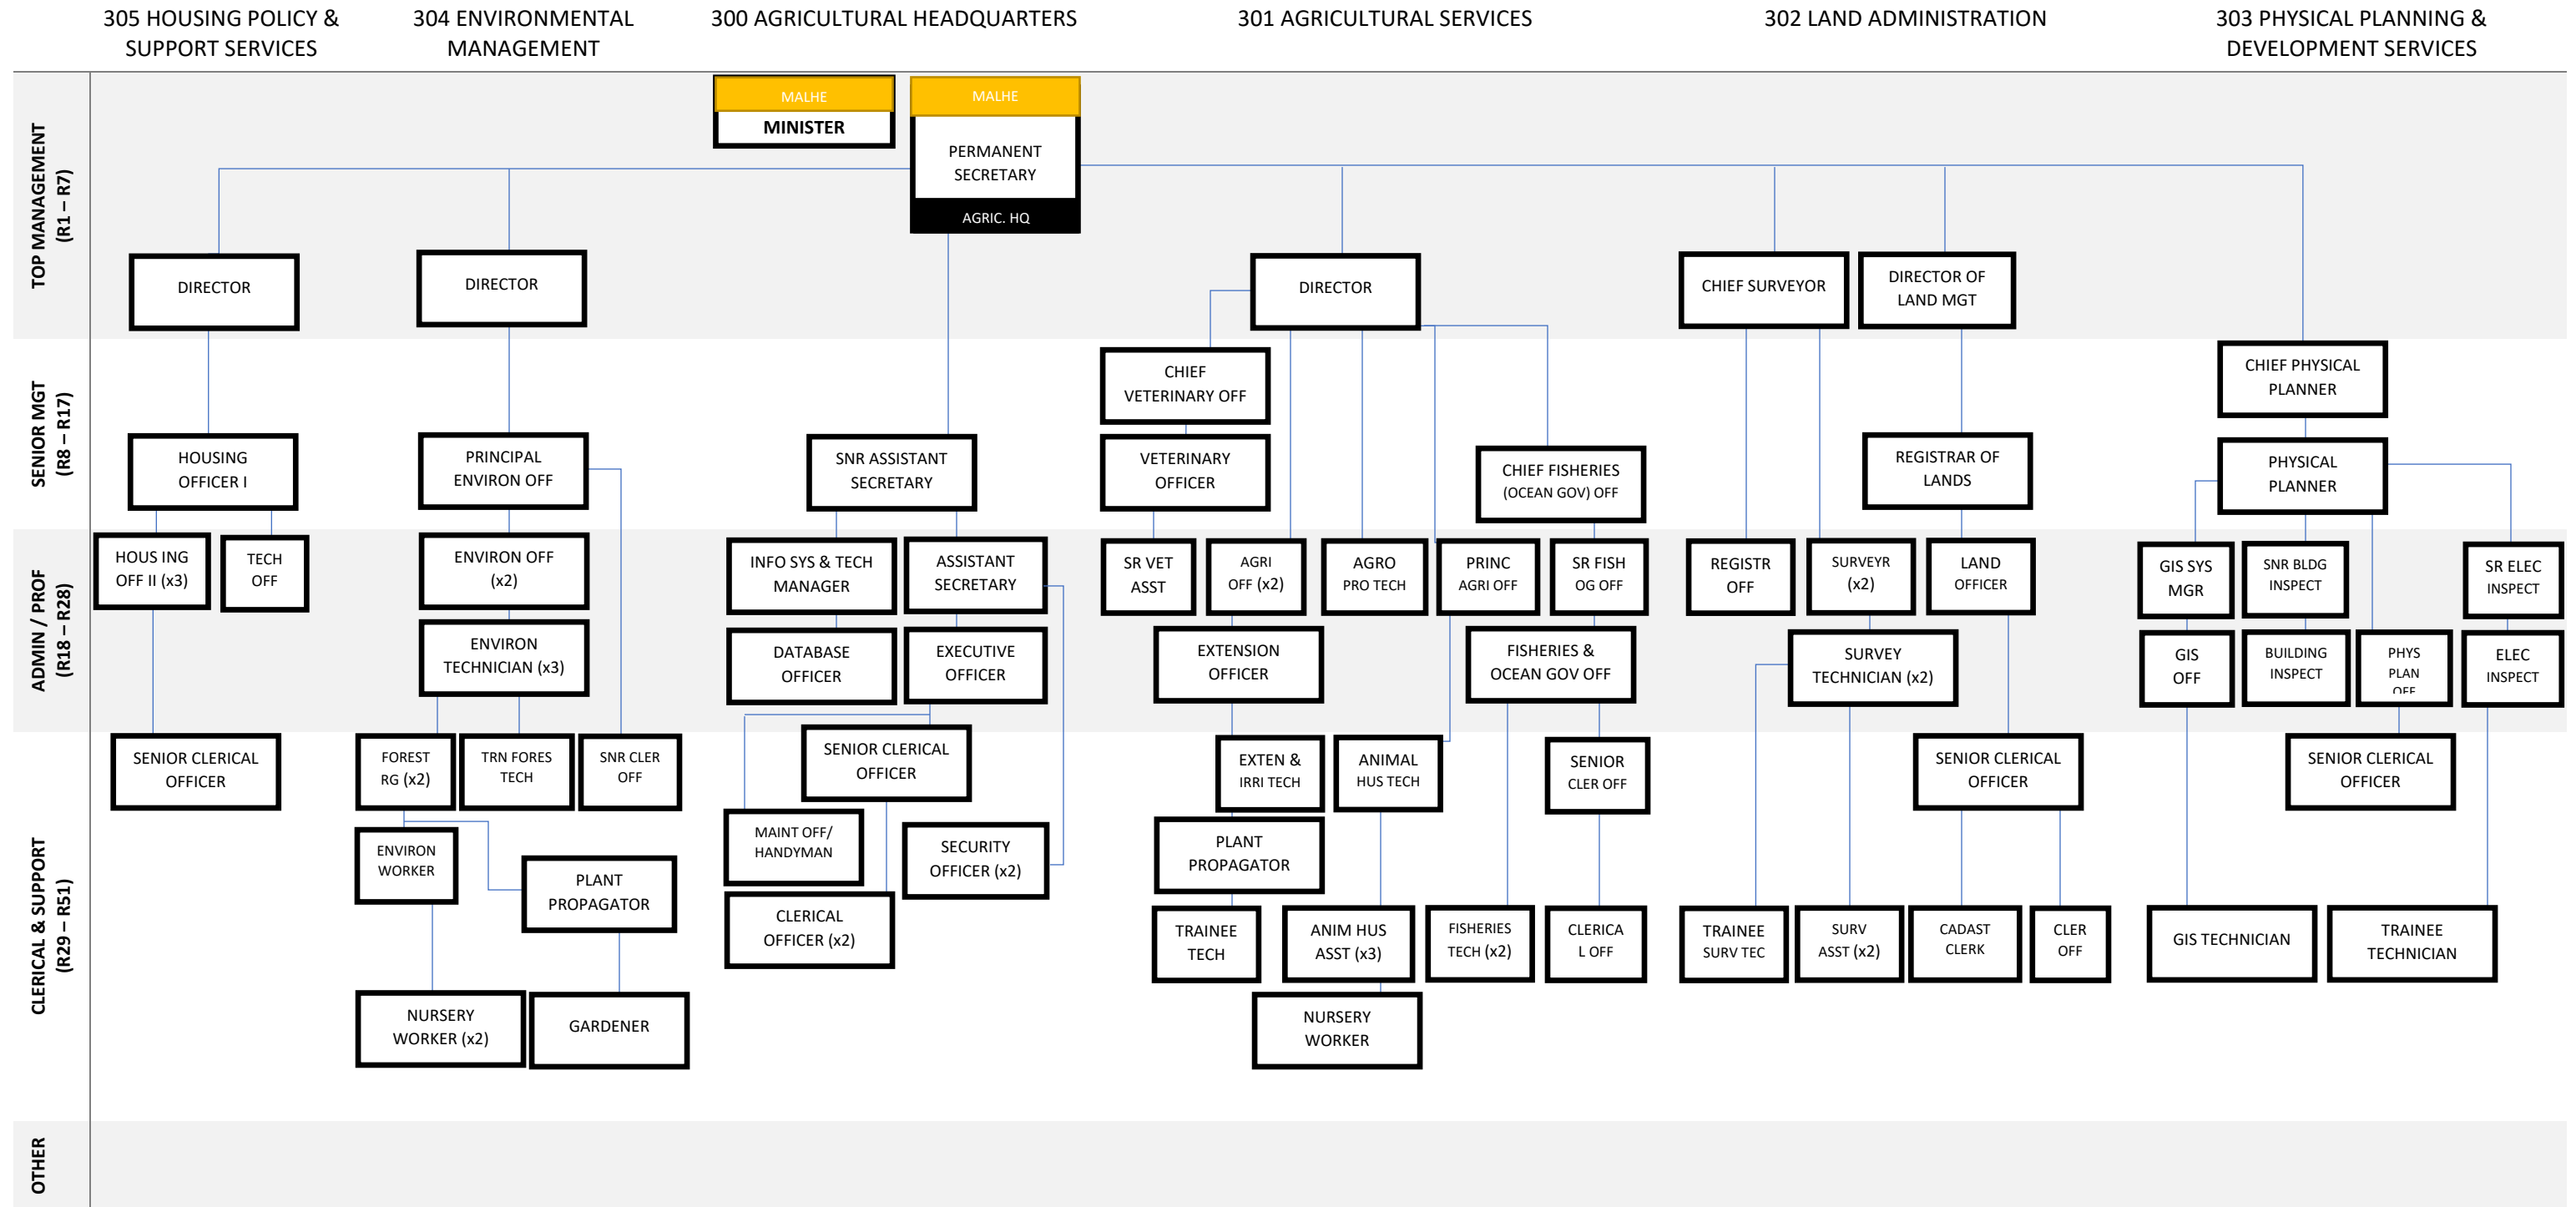 305 HOUSING POLICY &
SUPPORT SERVICES
304 ENVIRONMENTAL
MANAGEMENT
300 AGRICULTURAL HEADQUARTERS
301 AGRICULTURAL SERVICES
302 LAND ADMINISTRATION
303 PHYSICAL PLANNING &
DEVELOPMENT SERVICES
TOP MANAGEMENT
(R1 – R7)
MALHE
MINISTER
MALHE
PERMANENT
SECRETARY
AGRIC. HQ
DIRECTOR
DIRECTOR
DIRECTOR
CHIEF SURVEYOR
DIRECTOR OF
LAND MGT
SENIOR MGT
(R8 – R17)
CHIEF
VETERINARY OFF
CHIEF PHYSICAL
PLANNER
HOUSING
OFFICER I
PRINCIPAL
ENVIRON OFF
SNR ASSISTANT
SECRETARY
VETERINARY
OFFICER
CHIEF FISHERIES
(OCEAN GOV) OFF
REGISTRAR OF
LANDS
PHYSICAL
PLANNER
ADMIN / PROF
(R18 – R28)
HOUS ING
OFF II (x3)
TECH
OFF
ENVIRON OFF
(x2)
INFO SYS & TECH
MANAGER
ASSISTANT
SECRETARY
SR VET
ASST
AGRI
OFF (x2)
AGRO
PRO TECH
PRINC
AGRI OFF
SR FISH
OG OFF
REGISTR
OFF
SURVEYR
(x2)
LAND
OFFICER
GIS SYS
MGR
SNR BLDG
INSPECT
SR ELEC
INSPECT
ENVIRON
TECHNICIAN (x3)
DATABASE
OFFICER
EXECUTIVE
OFFICER
EXTENSION
OFFICER
FISHERIES &
OCEAN GOV OFF
SURVEY
TECHNICIAN (x2)
GIS
OFF
BUILDING
INSPECT
PHYS
PLAN
OFF
ELEC
INSPECT
CLERICAL & SUPPORT
(R29 – R51)
SENIOR CLERICAL
OFFICER
FOREST
RG (x2)
TRN FORES
TECH
SNR CLER
OFF
SENIOR CLERICAL
OFFICER
EXTEN &
IRRI TECH
ANIMAL
HUS TECH
SENIOR
CLER OFF
SENIOR CLERICAL
OFFICER
SENIOR CLERICAL
OFFICER
ENVIRON
WORKER
PLANT
PROPAGATOR
MAINT OFF/
HANDYMAN
SECURITY
OFFICER (x2)
PLANT
PROPAGATOR
CLERICAL
OFFICER (x2)
TRAINEE
TECH
ANIM HUS
ASST (x3)
FISHERIES
TECH (x2)
CLERICA
L OFF
TRAINEE
SURV TEC
SURV
ASST (x2)
CADAST
CLERK
CLER
OFF
GIS TECHNICIAN
TRAINEE
TECHNICIAN
NURSERY
WORKER (x2)
GARDENER
NURSERY
WORKER
OTHER